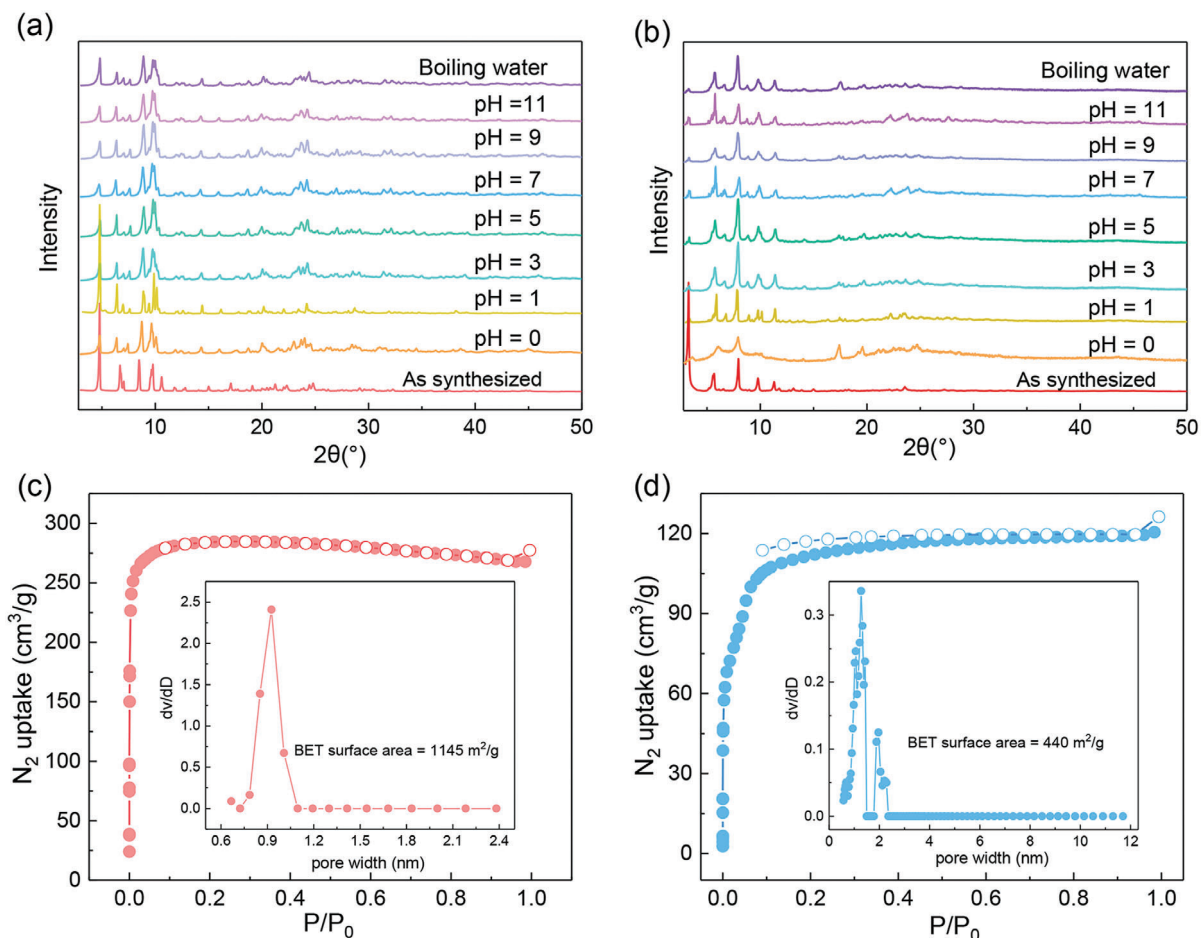 (a)
Boiling water
pH =11
pH = 9
pH = 7
pH = 5
pH = 3
pH = 1
pH = 0
As synthesized
Intensity
10 20 30 40 50
2θ(°)
(b)
Boiling water
pH = 11
pH = 9
pH = 7
pH = 5
pH = 3
pH = 1
pH = 0
As synthesized
Intensity
10 20 30 40 50
2θ(°)
(c)
300
275
250
225
200
175
150
125
100
75
50
25
0
N₂ uptake (cm³/g)
0.0 0.2 0.4 0.6 0.8 1.0
P/P₀
2.5
2.0
1.5
1.0
0.5
0.0
dv/dD
BET surface area = 1145 m²/g
0.6 0.9 1.2 1.5 1.8 2.1 2.4
pore width (nm)
(d)
120
90
60
30
0
N₂ uptake (cm³/g)
0.0 0.2 0.4 0.6 0.8 1.0
P/P₀
0.3
0.2
0.1
0.0
dv/dD
BET surface area = 440 m²/g
0 2 4 6 8 10 12
pore width (nm)